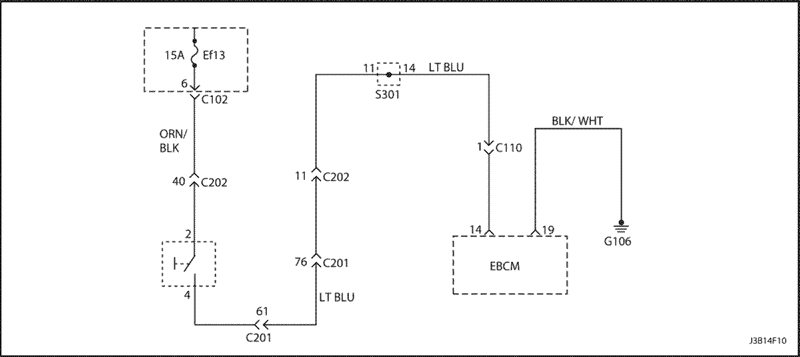 15A Ef13
6
C102
ORN/
BLK
40 C202
2
4
61
C201
LT BLU
76 C201
11 C202
11 14 LT BLU
S301
1 C110
BLK/ WHT
14 19
EBCM
G106
J3B14F10